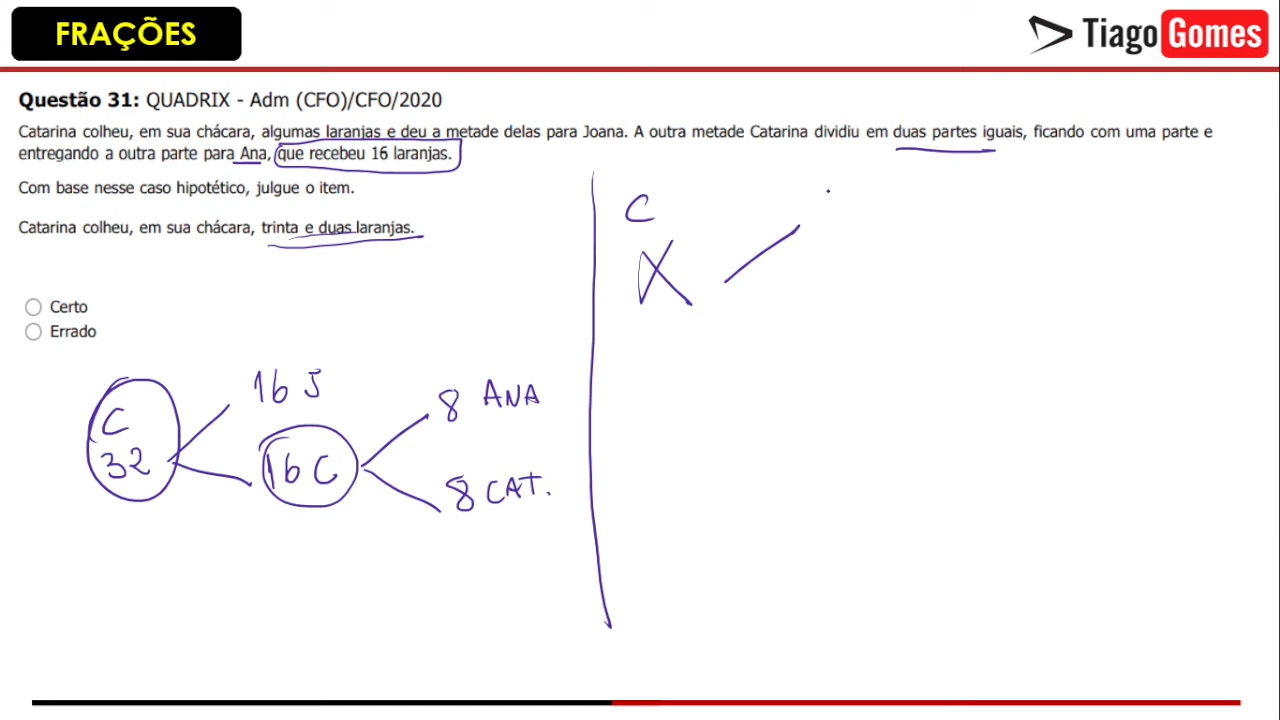 FRAÇÕES
Tiago Gomes
Questão 31: QUADRIX - Adm (CFO)/CFO/2020
Catarina colheu, em sua chácara, algumas laranjas e deu a metade delas para Joana. A outra metade Catarina dividiu em duas partes iguais, ficando com uma parte e
entregando a outra parte para Ana, que recebeu 16 laranjas.
Com base nesse caso hipotético, julgue o item.
Catarina colheu, em sua chácara, trinta e duas laranjas.
Certo
Errado
C
32
16 J
16 C
8 ANA
8 CAT.
C
X